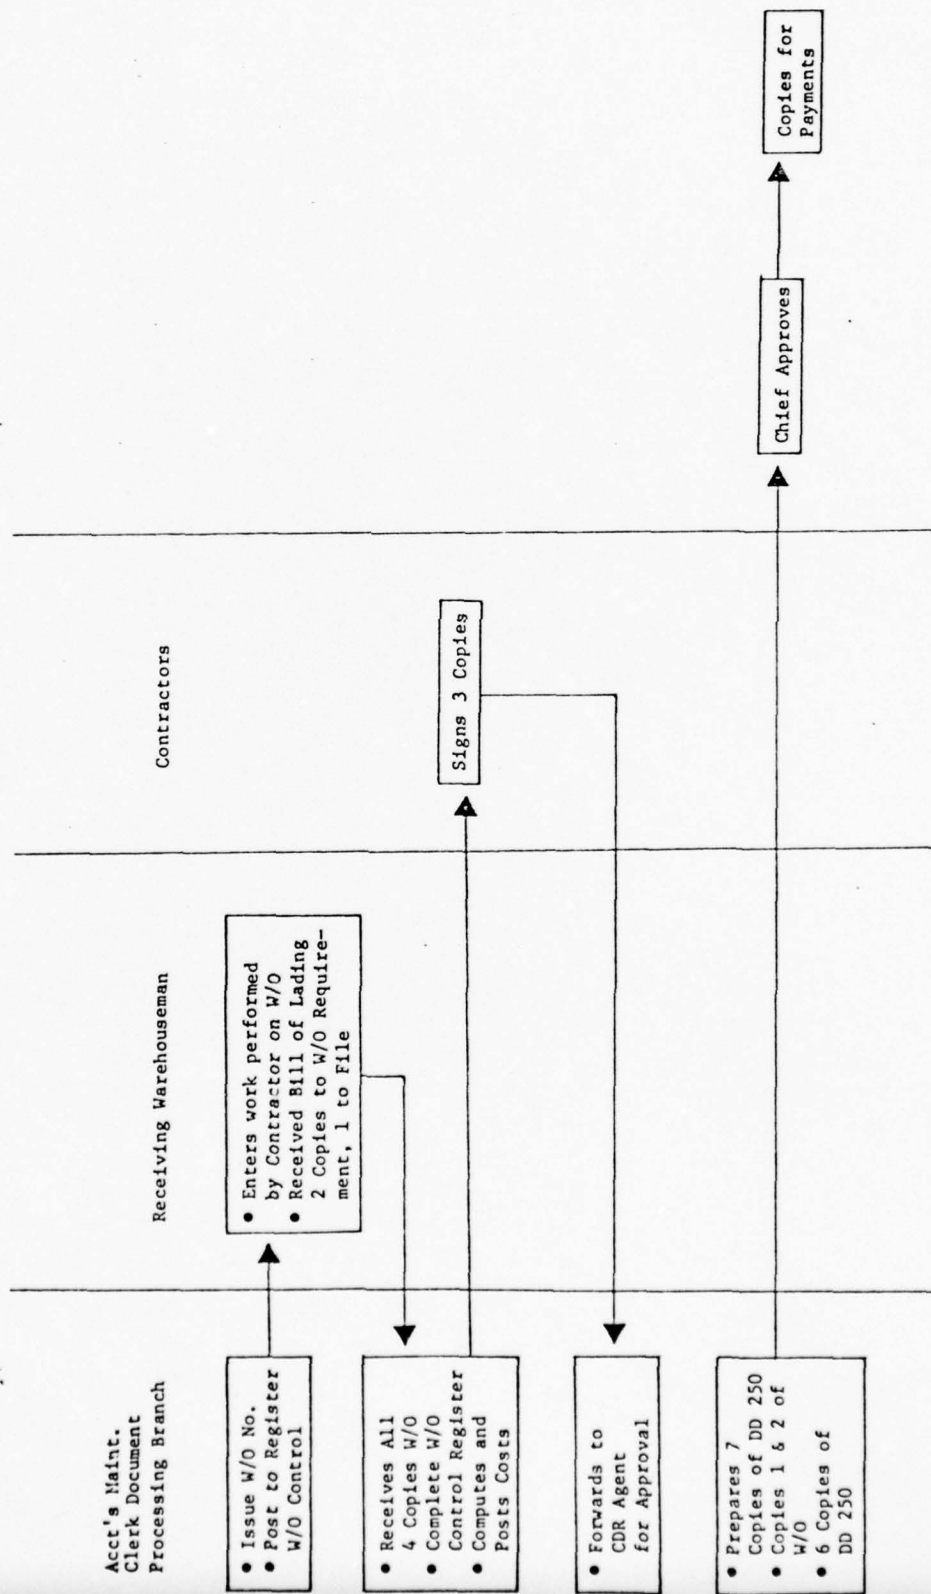 Acct's Maint.
Clerk Document
Processing Branch
Receiving Warehouseman
Contractors
• Issue W/O No.
• Post to Register
W/O Control
• Enters work performed
by Contractor on W/O
• Received Bill of Lading
2 Copies to W/O Require-
ment, 1 to File
• Receives All
4 Copies W/O
• Complete W/O
Control Register
• Computes and
Posts Costs
Signs 3 Copies
• Forwards to
CDR Agent
for Approval
• Prepares 7
Copies of DD 250
• Copies 1 & 2 of
W/O
• 6 Copies of
DD 250
Chief Approves
Copies for
Payments